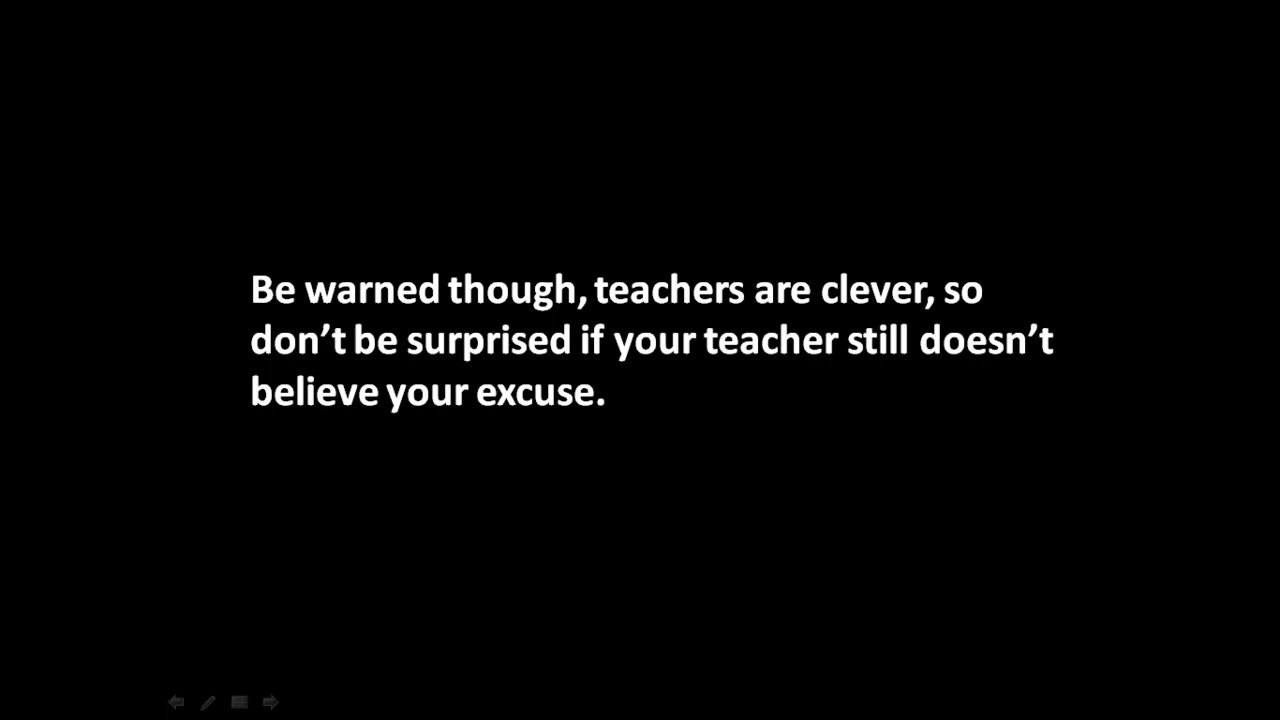 Be warned though, teachers are clever, so
don’t be surprised if your teacher still doesn’t
believe your excuse.